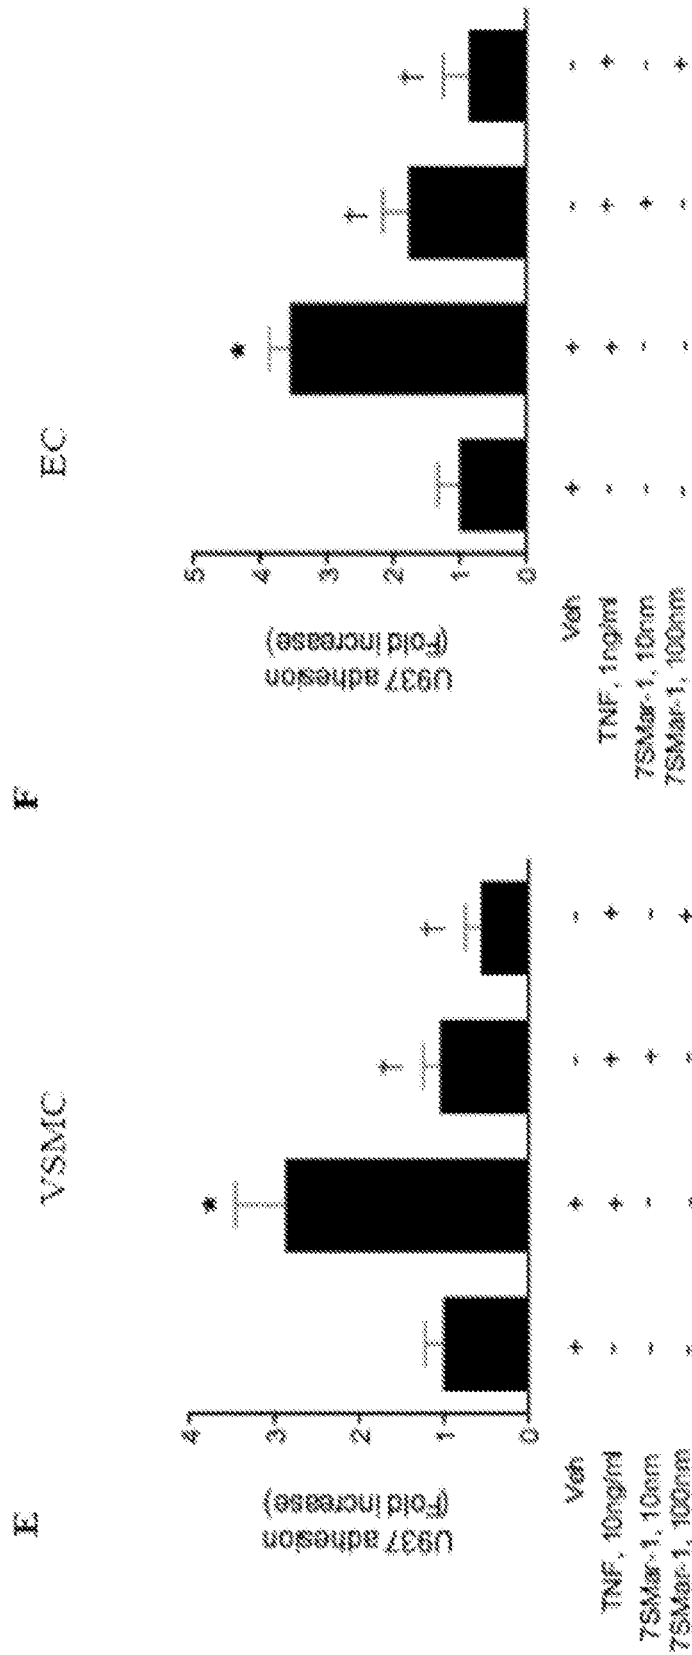 E
VSMC
U937 adhesion
(Fold increase)
4
3
2
1
0
* † †
Veh + + - -
TNF, 10ng/ml - + + +
7SMar-1, 10nm - - + -
7SMar-1, 100nm - - - +
F
EC
U937 adhesion
(Fold increase)
5
4
3
2
1
0
* † †
Veh + + - -
TNF, 1ng/ml - + + +
7SMar-1, 10nm - - + -
7SMar-1, 100nm - - - +